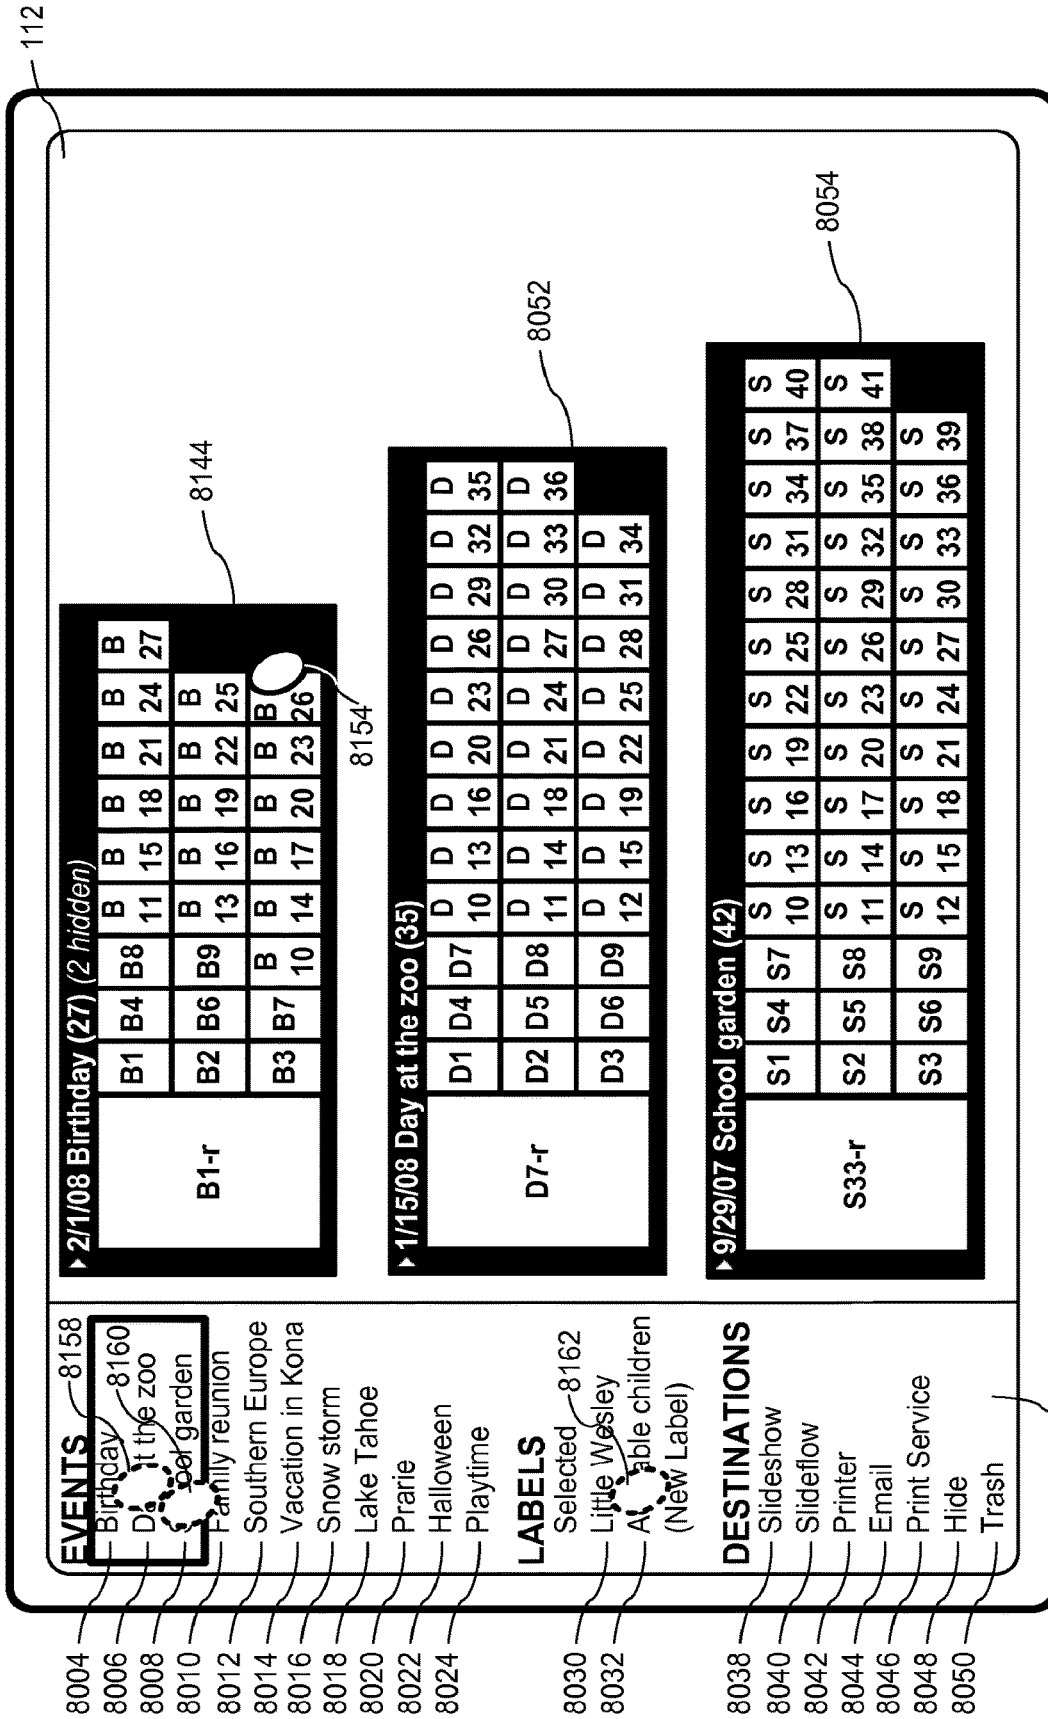 112
EVENTS
8158
8004 Birthday
8160
8006 D t the zoo
8008 ool garden
8010 Family reunion
8012 Southern Europe
8014 Vacation in Kona
8016 Snow storm
8018 Lake Tahoe
8020 Prarie
8022 Halloween
8024 Playtime
LABELS
Selected
8162
8030 Little Wesley
8032 A able children
(New Label)
DESTINATIONS
8038 Slideshow
8040 Slideflow
8042 Printer
8044 Email
8046 Print Service
8048 Hide
8050 Trash
2/1/08 Birthday (27) (2 hidden)
8144
B1-r
B1 B4 B8 B 11 B 15 B 18 B 21 B 24 B 27
B2 B6 B9 B 13 B 16 B 19 B 22 B 25
B3 B7 B 10 B 14 B 17 B 20 B 23 B 26
8154
1/15/08 Day at the zoo (35)
8052
D7-r
D1 D4 D7 D 10 D 13 D 16 D 20 D 23 D 26 D 29 D 32 D 35
D2 D5 D8 D 11 D 14 D 18 D 21 D 24 D 27 D 30 D 33 D 36
D3 D6 D9 D 12 D 15 D 19 D 22 D 25 D 28 D 31 D 34
9/29/07 School garden (42)
8054
S33-r
S1 S4 S7 S 10 S 13 S 16 S 19 S 22 S 25 S 28 S 31 S 34 S 37 S 40
S2 S5 S8 S 11 S 14 S 17 S 20 S 23 S 26 S 29 S 32 S 35 S 38 S 41
S3 S6 S9 S 12 S 15 S 18 S 21 S 24 S 27 S 30 S 33 S 36 S 39